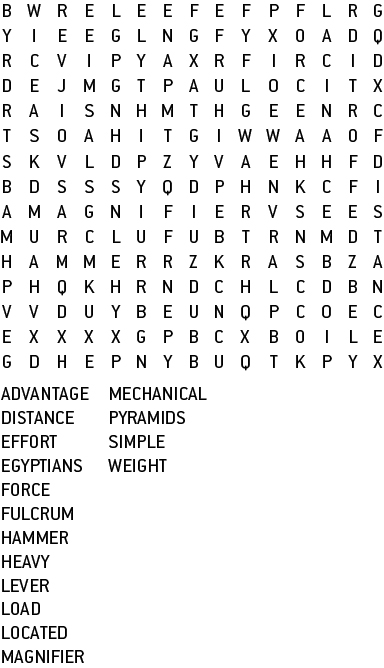 B W R E L E E F E F P F L R G
Y I E E G L N G F Y X O A D Q
R C V I P Y A X R F I R C I D
D E J M G T P A U L O C I T X
R A I S N H M T H G E E N R C
T S O A H I T G I W W A A O F
S K V L D P Z Y V A E H H F D
B D S S S Y Q D P H N K C F I
A M A G N I F I E R V S E E S
M U R C L U F U B T R N M D T
H A M M E R R Z K R A S B Z A
P H Q K H R N D C H L C D B N
V V D U Y B E U N Q P C O E C
E X X X X G P B C X B O I L E
G D H E P N Y B U Q T K P Y X
ADVANTAGE MECHANICAL
DISTANCE PYRAMIDS
EFFORT SIMPLE
EGYPTIANS WEIGHT
FORCE
FULCRUM
HAMMER
HEAVY
LEVER
LOAD
LOCATED
MAGNIFIER